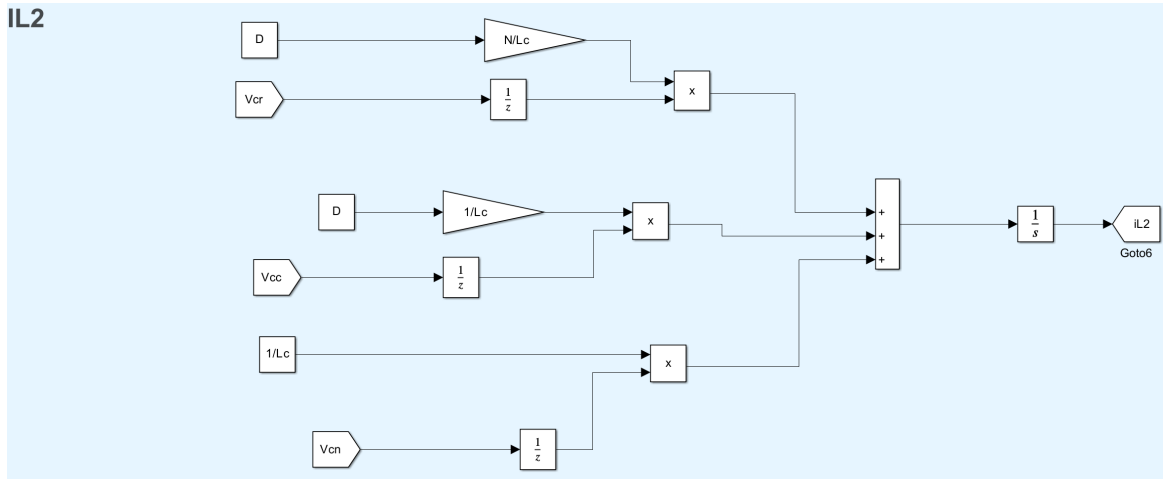 IL2
D
N/Lc
Vcr
1
z
x
D
1/Lc
x
Vcc
1
z
+
+
+
1
s
iL2
Goto6
1/Lc
x
Vcn
1
z